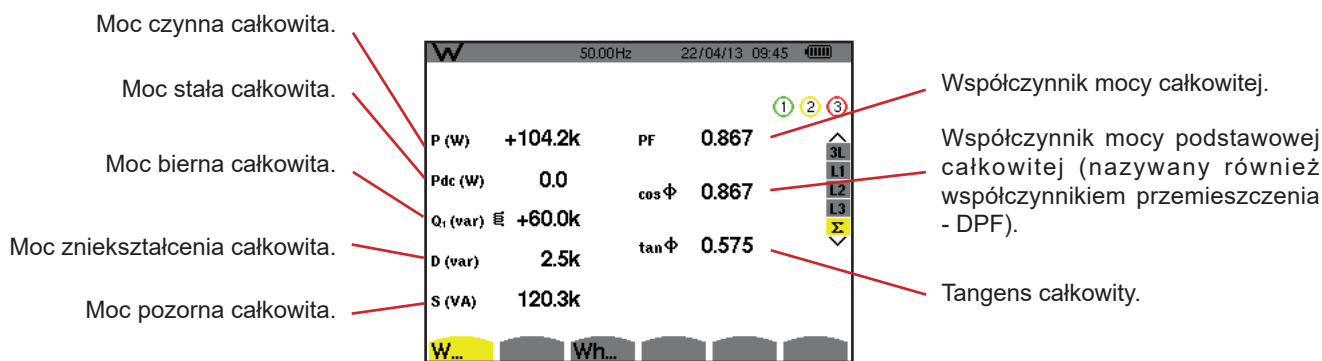 Moc czynna całkowita.
Moc stała całkowita.
Moc bierna całkowita.
Moc zniekształcenia całkowita.
Moc pozorna całkowita.
W 50.00Hz 22/04/13 09:45
1 2 3
P (W) +104.2k PF 0.867
Pdc (W) 0.0 cos Φ 0.867
Q₁ (var) +60.0k
D (var) 2.5k tan Φ 0.575
S (VA) 120.3k
3L
L1
L2
L3
Σ
W... Wh...
Współczynnik mocy całkowitej.
Współczynnik mocy podstawowej
całkowitej (nazywany również
współczynnikiem przemieszczenia
- DPF).
Tangens całkowity.